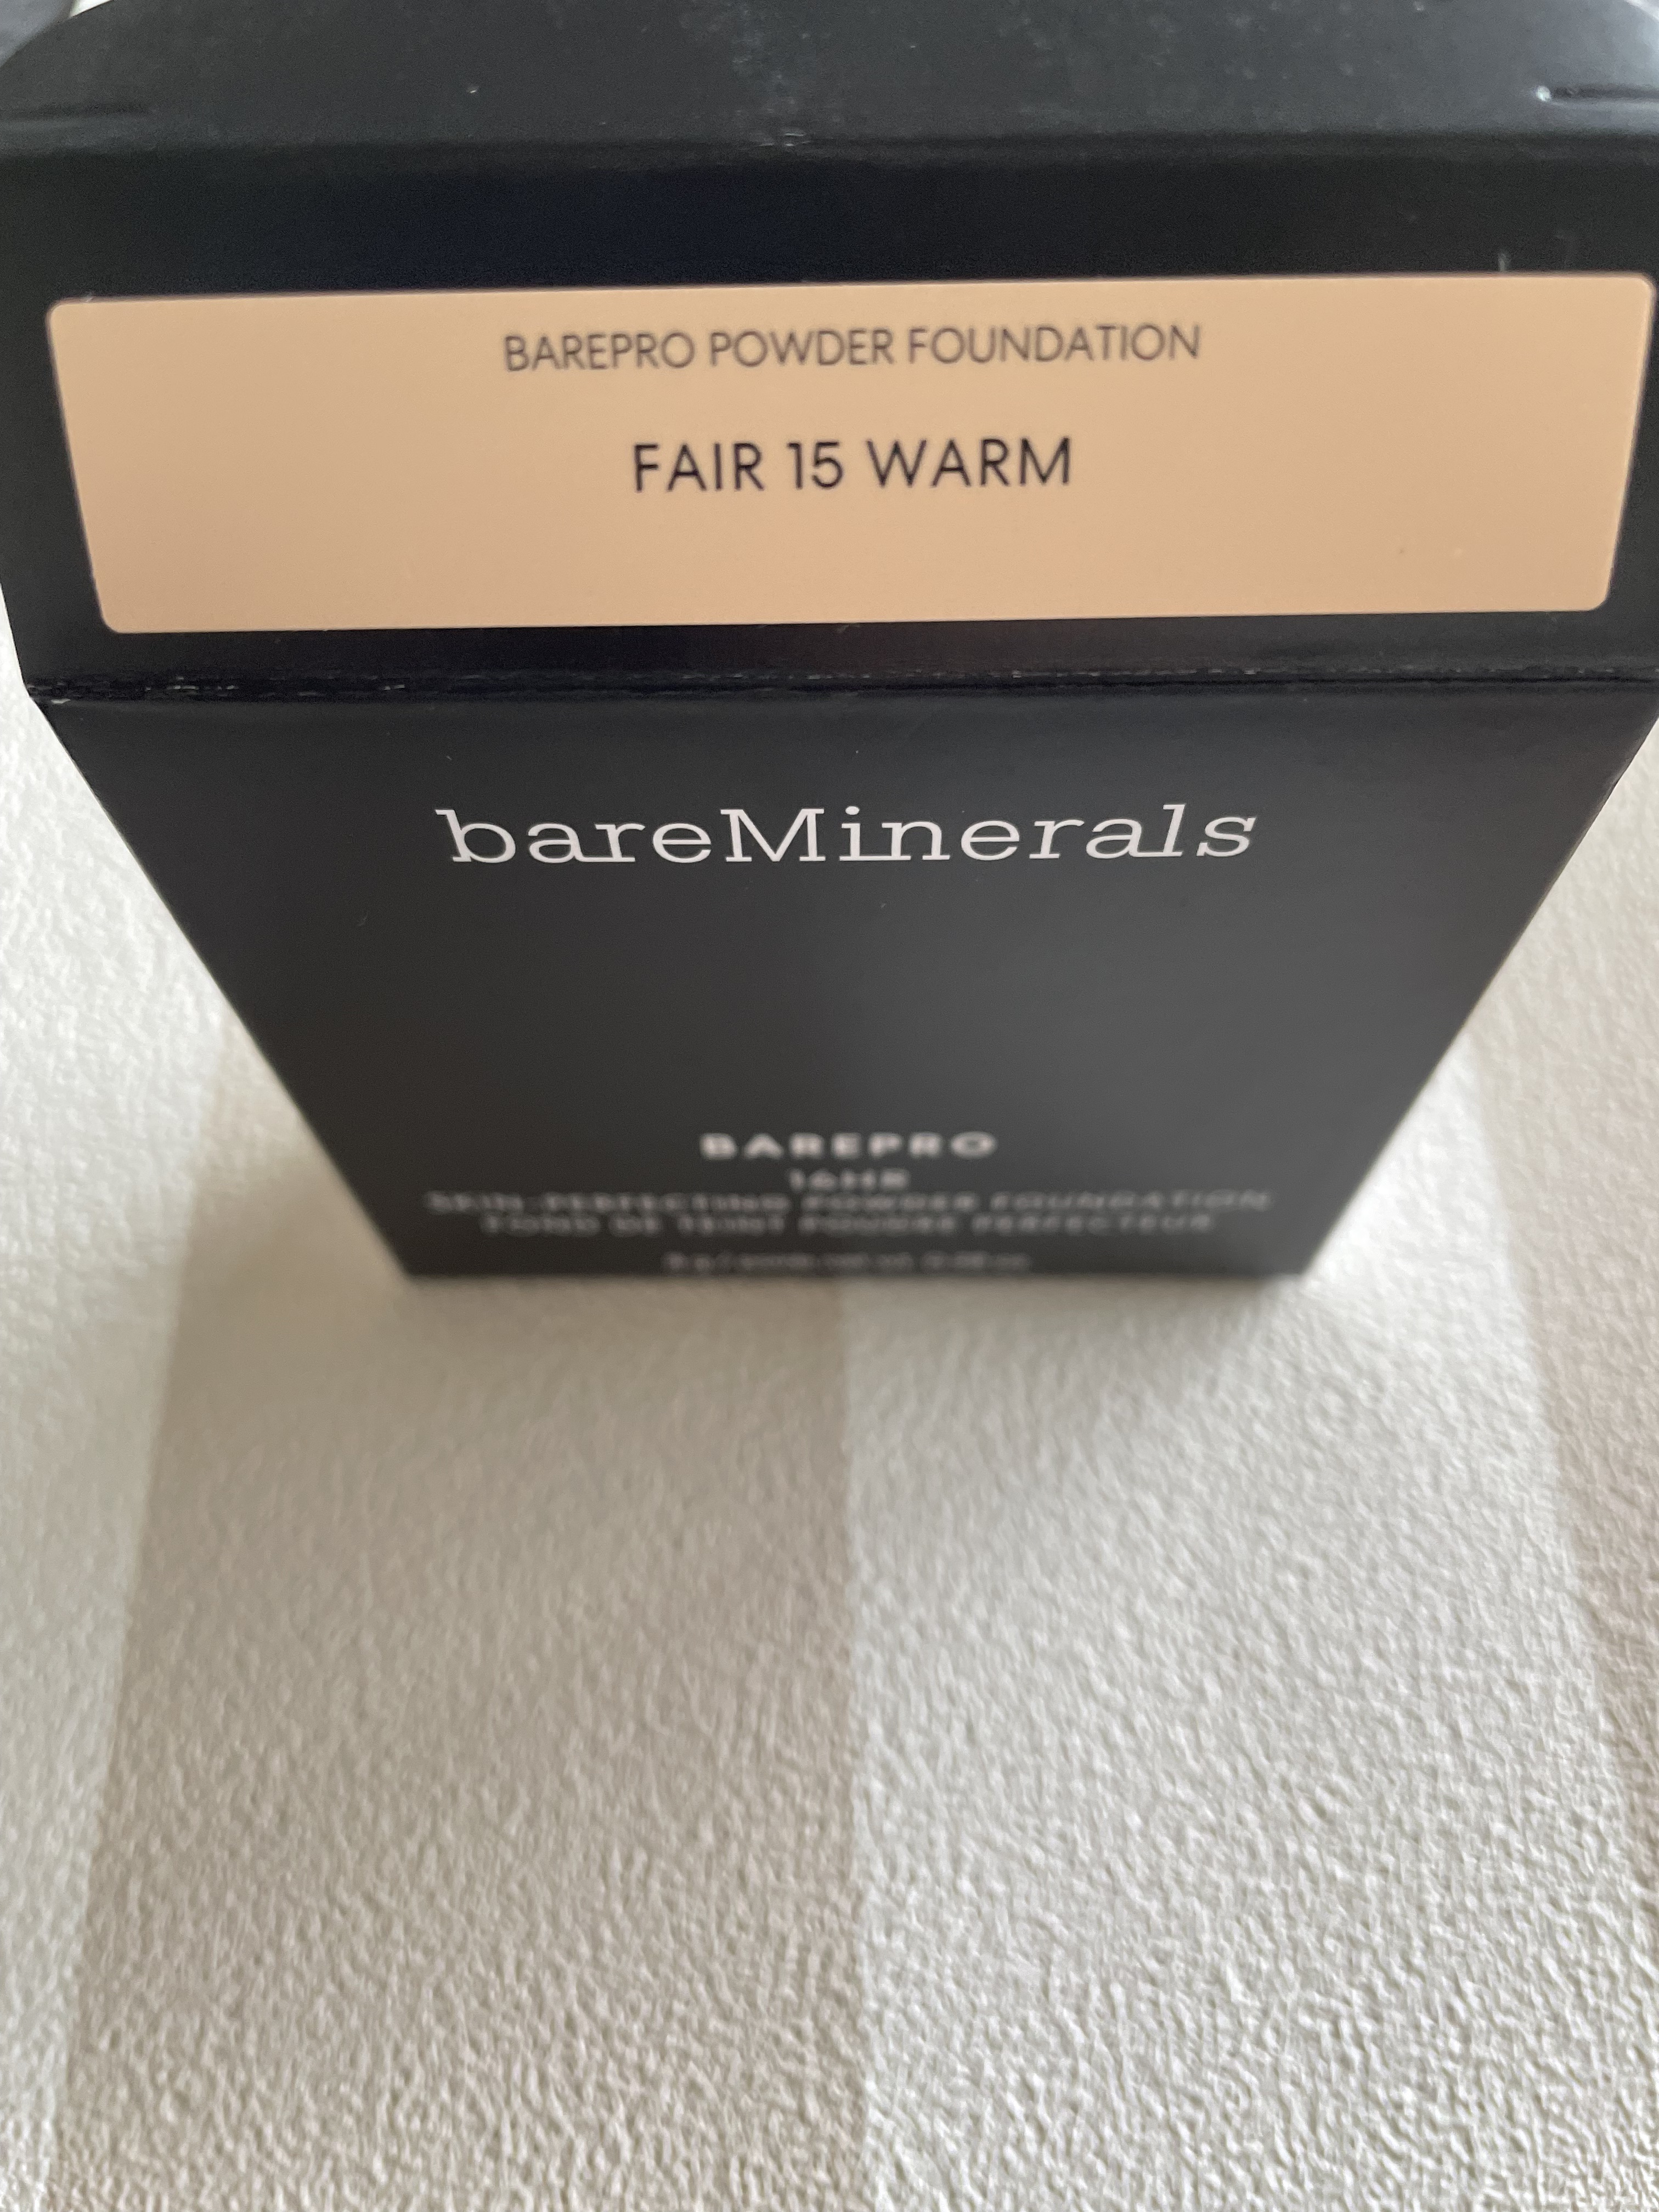 BAREPRO POWDER FOUNDATION
FAIR 15 WARM
bareMinerals
BAREPRO
16HR
SKIN-PERFECTING POWDER FOUNDATION
FOND DE TEINT POUDRE PERFECTEUR